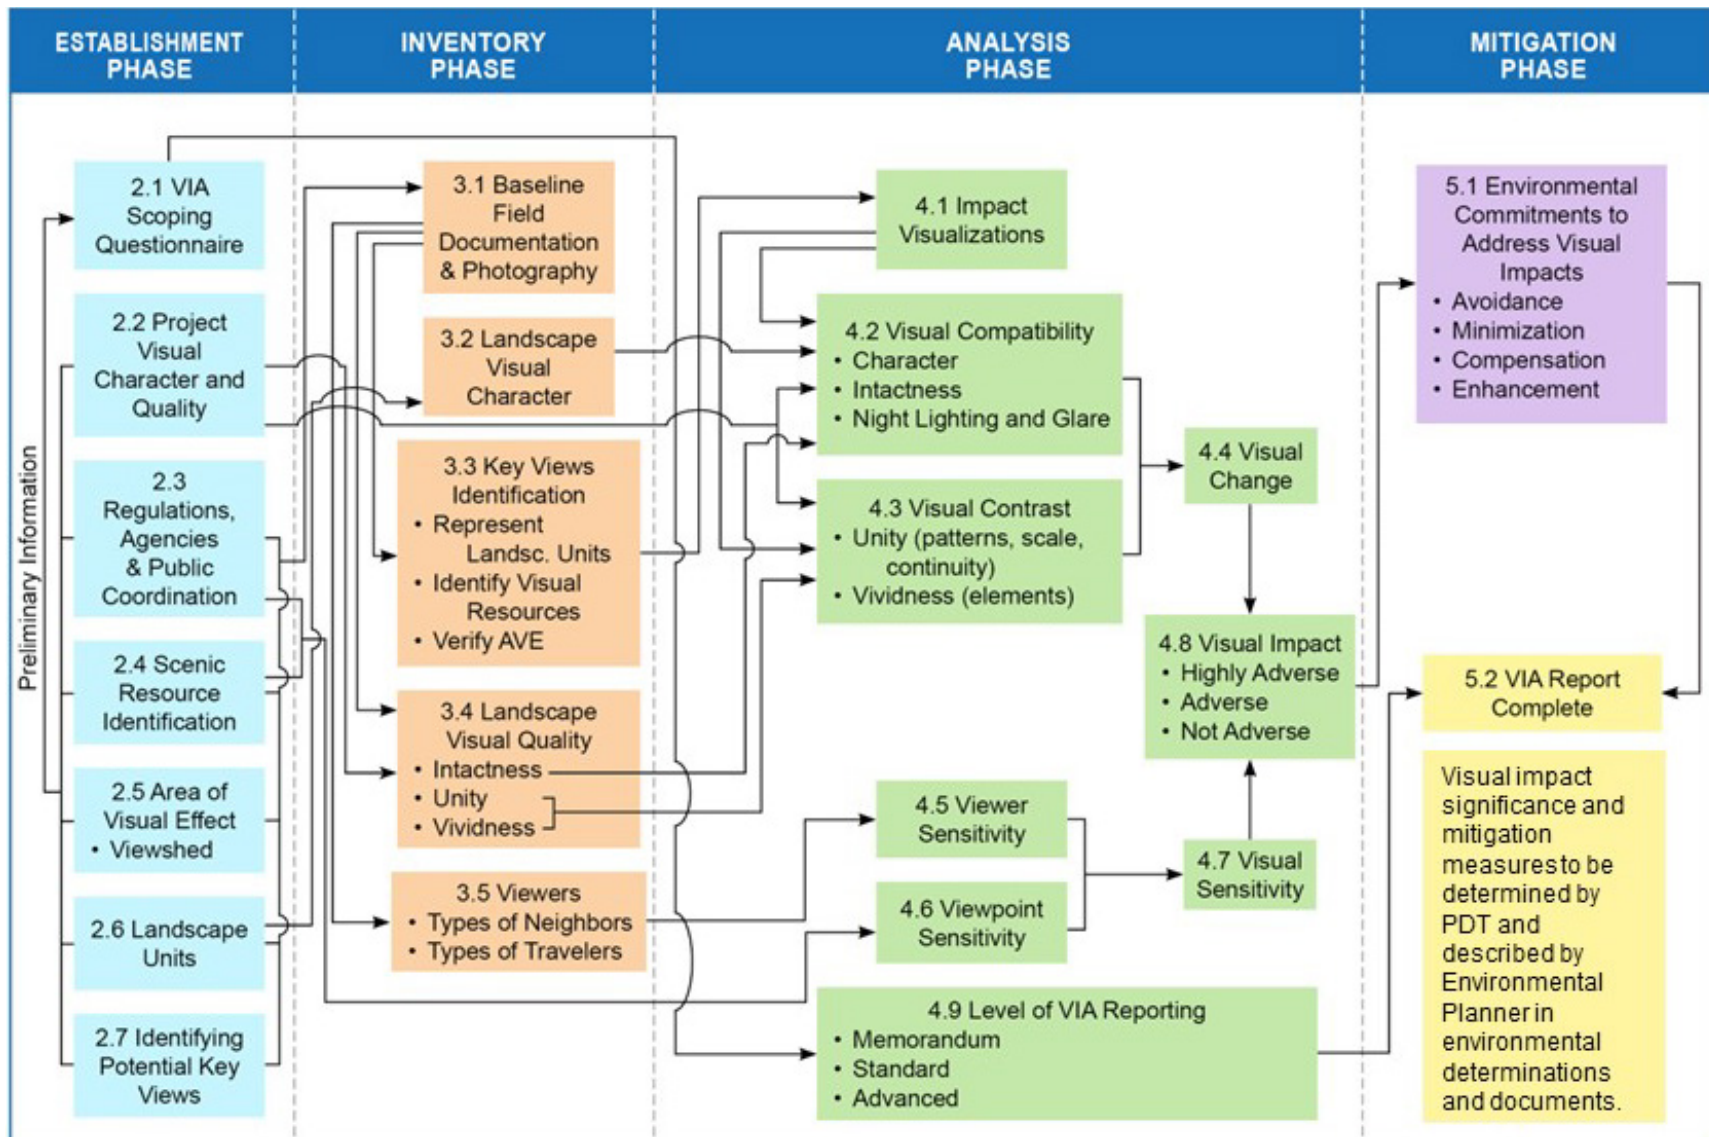 ESTABLISHMENT
PHASE
INVENTORY
PHASE
ANALYSIS
PHASE
MITIGATION
PHASE
Preliminary Information
2.1 VIA
Scoping
Questionnaire
2.2 Project
Visual
Character and
Quality
2.3
Regulations,
Agencies
& Public
Coordination
2.4 Scenic
Resource
Identification
2.5 Area of
Visual Effect
• Viewshed
2.6 Landscape
Units
2.7 Identifying
Potential Key
Views
3.1 Baseline
Field
Documentation
& Photography
3.2 Landscape
Visual
Character
3.3 Key Views
Identification
• Represent
Landsc. Units
• Identify Visual
Resources
• Verify AVE
3.4 Landscape
Visual Quality
• Intactness
• Unity
• Vividness
3.5 Viewers
• Types of Neighbors
• Types of Travelers
4.1 Impact
Visualizations
4.2 Visual Compatibility
• Character
• Intactness
• Night Lighting and Glare
4.3 Visual Contrast
• Unity (patterns, scale,
continuity)
• Vividness (elements)
4.4 Visual
Change
4.8 Visual Impact
• Highly Adverse
• Adverse
• Not Adverse
4.5 Viewer
Sensitivity
4.6 Viewpoint
Sensitivity
4.7 Visual
Sensitivity
4.9 Level of VIA Reporting
• Memorandum
• Standard
• Advanced
5.1 Environmental
Commitments to
Address Visual
Impacts
• Avoidance
• Minimization
• Compensation
• Enhancement
5.2 VIA Report
Complete
Visual impact
significance and
mitigation
measures to be
determined by
PDT and
described by
Environmental
Planner in
environmental
determinations
and documents.